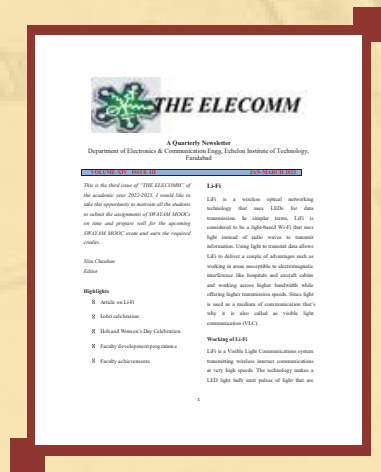 THE ELECOMM
A Quarterly Newsletter
Department of Electronics & Communication Engg, Echelon Institute of Technology,
Faridabad
VOLUME-XIV ISSUE-III JAN-MARCH 2023
This is the third issue of "THE ELECOMM" of
the academic year 2022-2023. I would like to
take this opportunity to motivate all the students
to submit the assignments of SWAYAM MOOCs
on time and prepare well for the upcoming
SWAYAM MOOC exam and earn the required
credits.
Nita Chauhan
Editor
Highlights
Article on Li-Fi
Lohri celebration
Holi and Women's Day Celebration
Faculty development programme
Faculty achievements
Li-Fi
LiFi is a wireless optical networking
technology that uses LEDs for data
transmission. In simpler terms, LiFi is
considered to be a light-based Wi-Fi that uses
light instead of radio waves to transmit
information. Using light to transmit data allows
LiFi to deliver a couple of advantages such as
working in areas susceptible to electromagnetic
interference like hospitals and aircraft cabins
and working across higher bandwidth while
offering higher transmission speeds. Since light
is used as a medium of communication that's
why it is also called as visible light
communication (VLC).
Working of Li-Fi
LiFi is a Visible Light Communications system
transmitting wireless internet communications
at very high speeds. The technology makes a
LED light bulb emit pulses of light that are
1